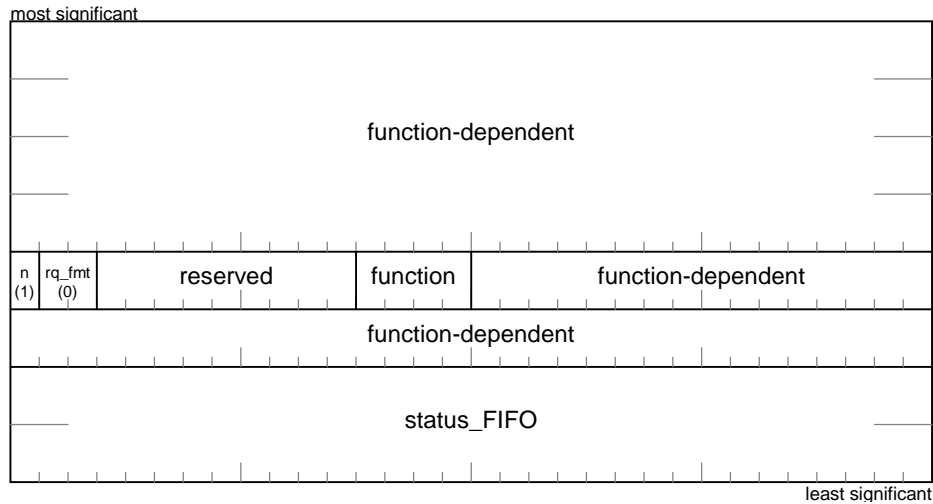 most significant
function-dependent
n
(1)
rq_fmt
(0)
reserved
function
function-dependent
function-dependent
status_FIFO
least significant